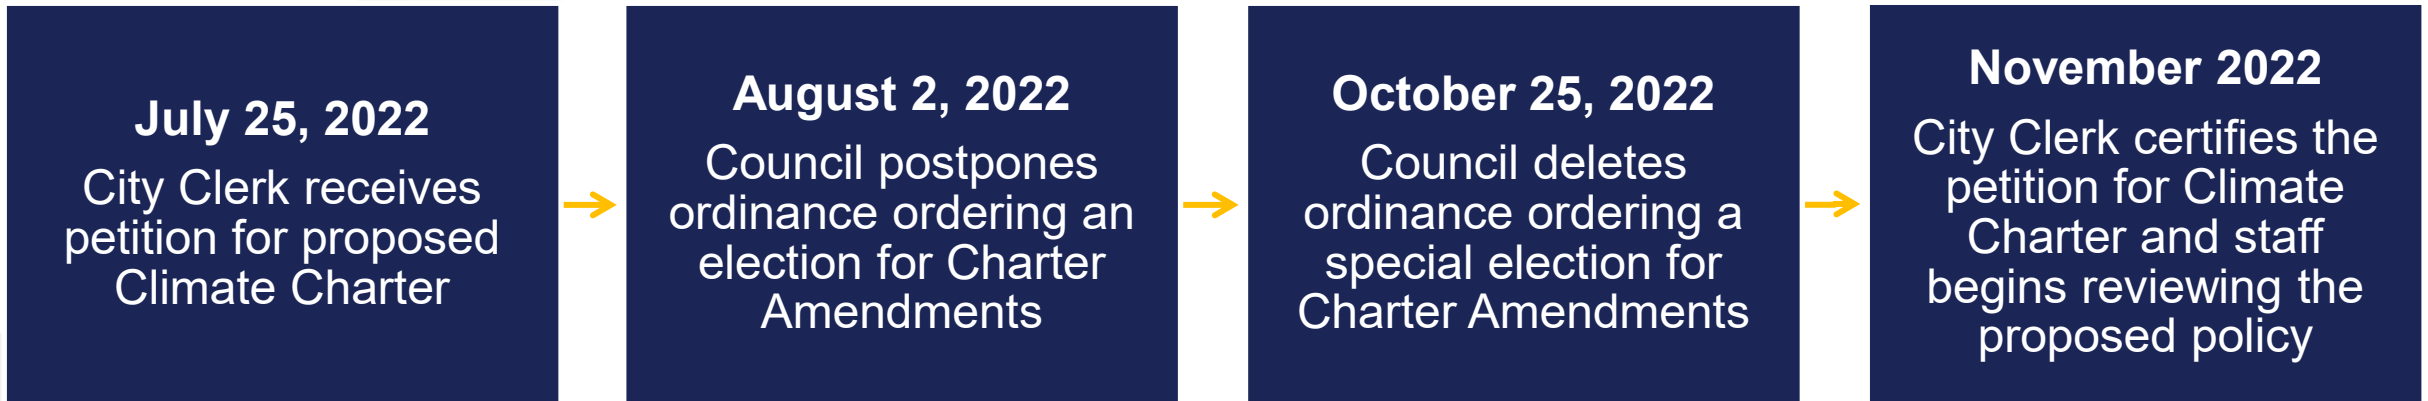 July 25, 2022
City Clerk receives
petition for proposed
Climate Charter
August 2, 2022
Council postpones
ordinance ordering an
election for Charter
Amendments
October 25, 2022
Council deletes
ordinance ordering a
special election for
Charter Amendments
November 2022
City Clerk certifies the
petition for Climate
Charter and staff
begins reviewing the
proposed policy